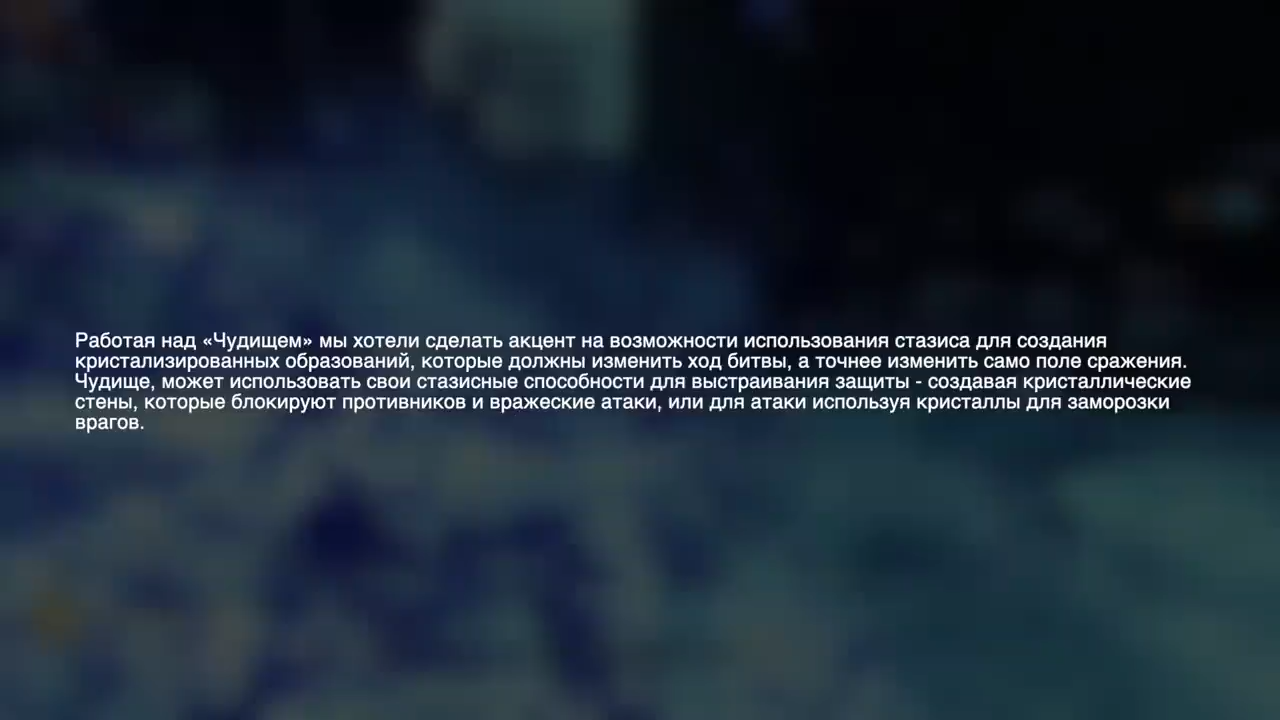 Работая над «Чудищем» мы хотели сделать акцент на возможности использования стазиса для создания
кристализированных образований, которые должны изменить ход битвы, а точнее изменить само поле сражения.
Чудище, может использовать свои стазисные способности для выстраивания защиты - создавая кристаллические
стены, которые блокируют противников и вражеские атаки, или для атаки используя кристаллы для заморозки
врагов.